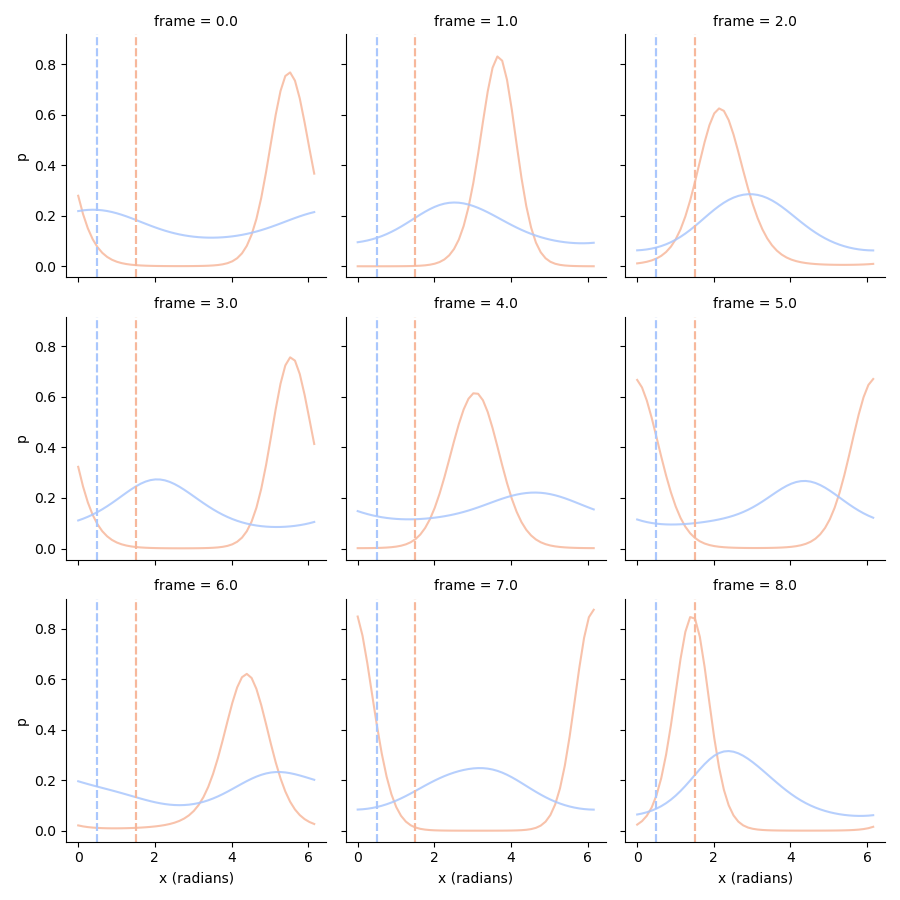 frame = 0.0 frame = 1.0 frame = 2.0
0.8
0.6
p
0.4
0.2
0.0
frame = 3.0 frame = 4.0 frame = 5.0
0.8
0.6
p
0.4
0.2
0.0
frame = 6.0 frame = 7.0 frame = 8.0
0.8
0.6
p
0.4
0.2
0.0
0 2 4 6 0 2 4 6 0 2 4 6
x (radians) x (radians) x (radians)